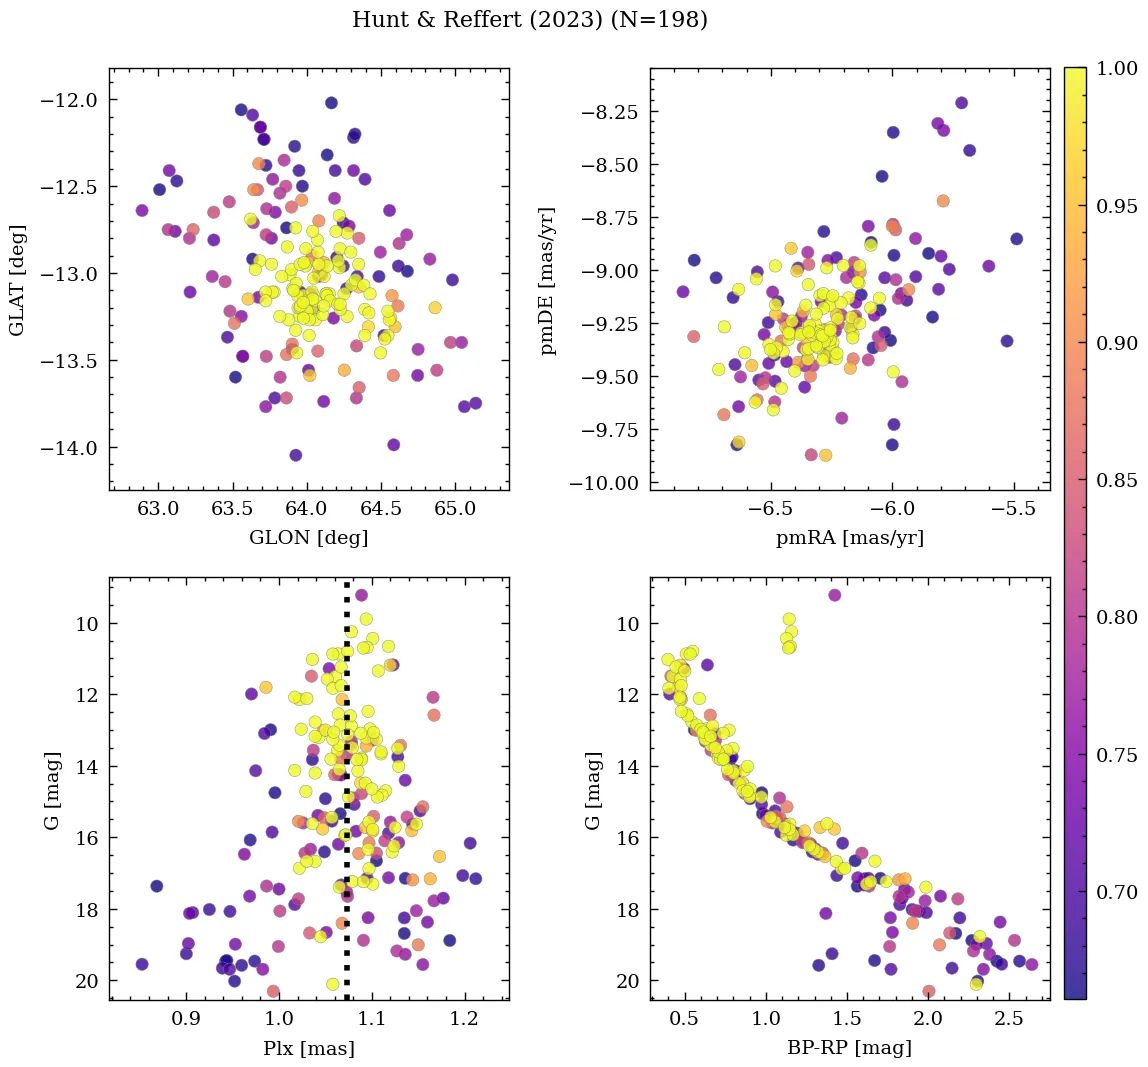 Hunt & Reffert (2023) (N=198)
−12.0
−12.5
−13.0
−13.5
−14.0
GLAT [deg]
63.0 63.5 64.0 64.5 65.0
GLON [deg]
−8.25
−8.50
−8.75
−9.00
−9.25
−9.50
−9.75
−10.00
pmDE [mas/yr]
−6.5 −6.0 −5.5
pmRA [mas/yr]
1.00
0.95
0.90
0.85
0.80
0.75
0.70
10
12
14
16
18
20
G [mag]
0.9 1.0 1.1 1.2
Plx [mas]
10
12
14
16
18
20
G [mag]
0.5 1.0 1.5 2.0 2.5
BP-RP [mag]